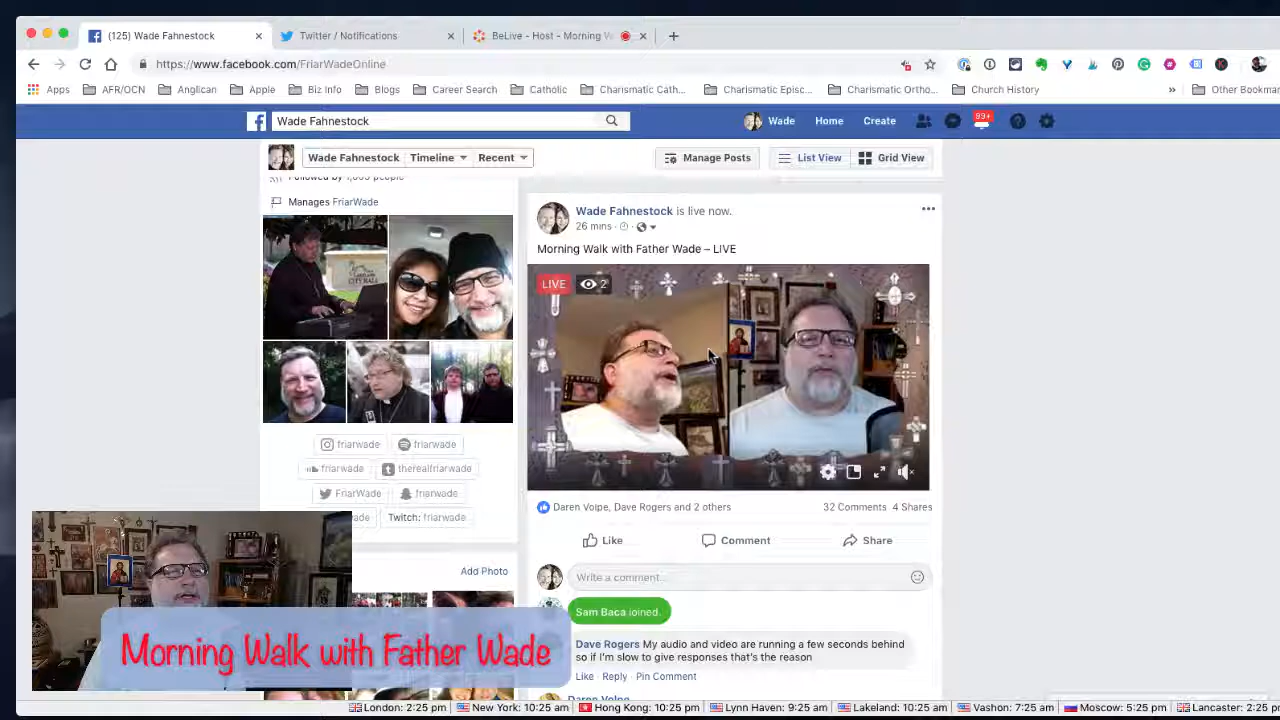 (125) Wade Fahnestock
Twitter / Notifications
BeLive - Host - Morning W
https://www.facebook.com/FriarWadeOnline
Apps AFR/OCN Anglican Apple Biz Info Blogs Career Search Catholic Charismatic Cath... Charismatic Episc... Charismatic Ortho... Church History » Other Bookmar
Wade Fahnestock
Wade Home Create 99+
Wade Fahnestock Timeline Recent
Manage Posts List View Grid View
Followed by people
Manages FriarWade
friarwade friarwade
friarwade therealfriarwade
FriarWade friarwade
wade Twitch: friarwade
Add Photo
Wade Fahnestock is live now.
26 mins
Morning Walk with Father Wade – LIVE
LIVE 2
Daren Volpe, Dave Rogers and 2 others 32 Comments 4 Shares
Like Comment Share
Write a comment...
Sam Baca joined.
Dave Rogers My audio and video are running a few seconds behind
so if I'm slow to give responses that's the reason
Like · Reply · Pin Comment
Daren Volpe
Morning Walk with Father Wade
London: 2:25 pm New York: 10:25 am Hong Kong: 10:25 pm Lynn Haven: 9:25 am Lakeland: 10:25 am Vashon: 7:25 am Moscow: 5:25 pm Lancaster: 2:25 p